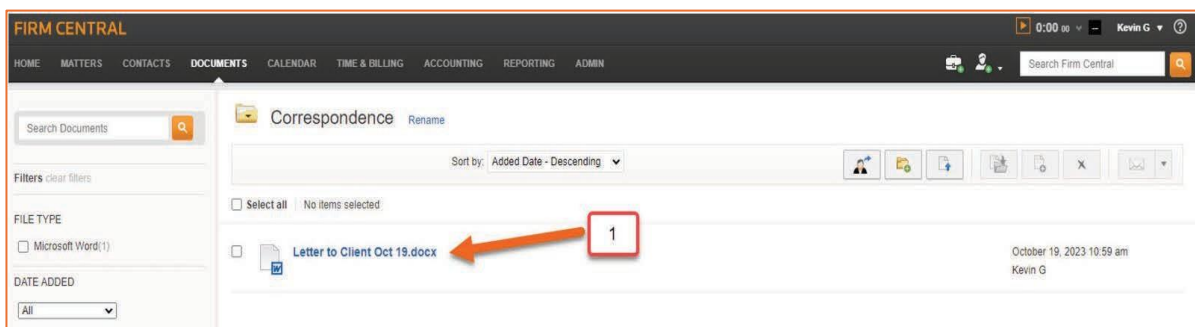 FIRM CENTRAL
0:00 00
Kevin G
HOME MATTERS CONTACTS DOCUMENTS CALENDAR TIME & BILLING ACCOUNTING REPORTING ADMIN
Search Firm Central
Search Documents
Correspondence Rename
Sort by: Added Date - Descending
Filters clear filters
Select all No items selected
FILE TYPE
Microsoft Word(1)
Letter to Client Oct 19.docx
1
October 19, 2023 10:59 am
Kevin G
DATE ADDED
All